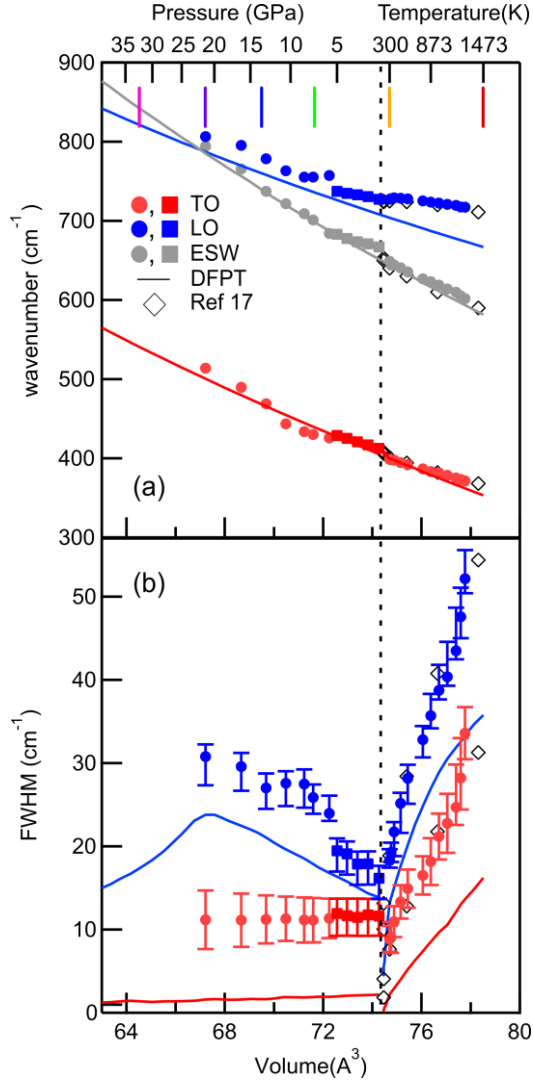 Pressure (GPa) Temperature(K)
35 30 25 20 15 10 5 300 873 1473
900
800
700
600
500
400
300
wavenumber (cm⁻¹)
, TO
, LO
, ESW
DFPT
Ref 17
(a)
(b)
50
40
30
20
10
0
FWHM (cm⁻¹)
64 68 72 76 80
Volume(A³)